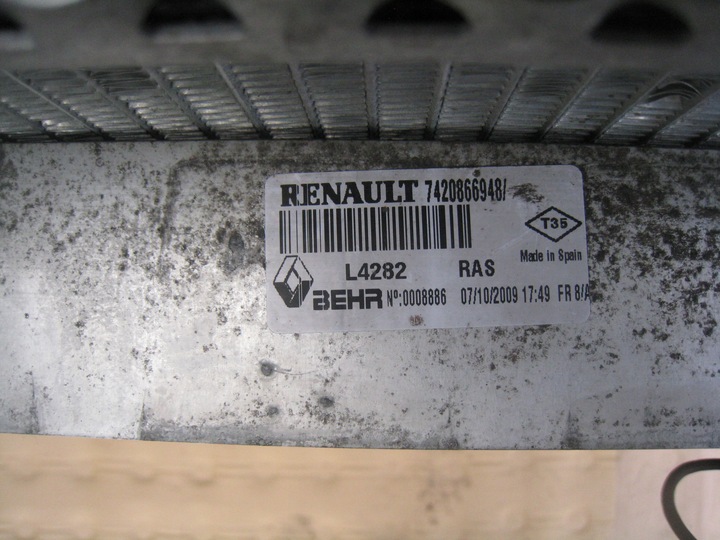 RENAULT 7420866948/
T35
Made in Spain
L4282 RAS
BEHR Nº:0008886 07/10/2009 17:49 FR 8/A